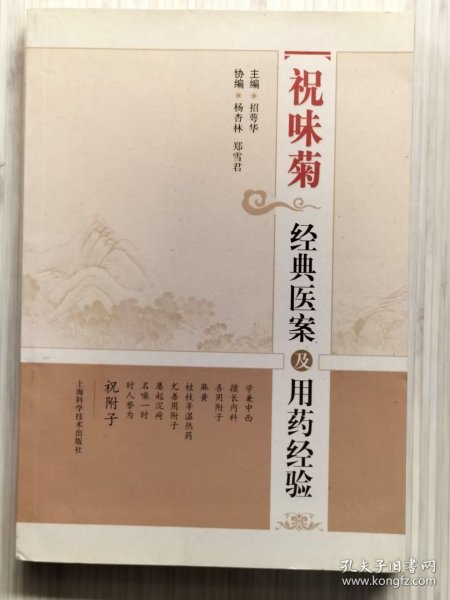 祝味菊
经典医案
及
用药经验
主编 招萼华
协编 杨杏林 郑雪君
学兼中西
擅长内科
喜用附子
麻黄
桂枝等温热药
尤善用附子
屡起沉疴
名噪一时
时人誉为
祝附子
上海科学技术出版社
孔夫子旧书网
www.kongfz.com